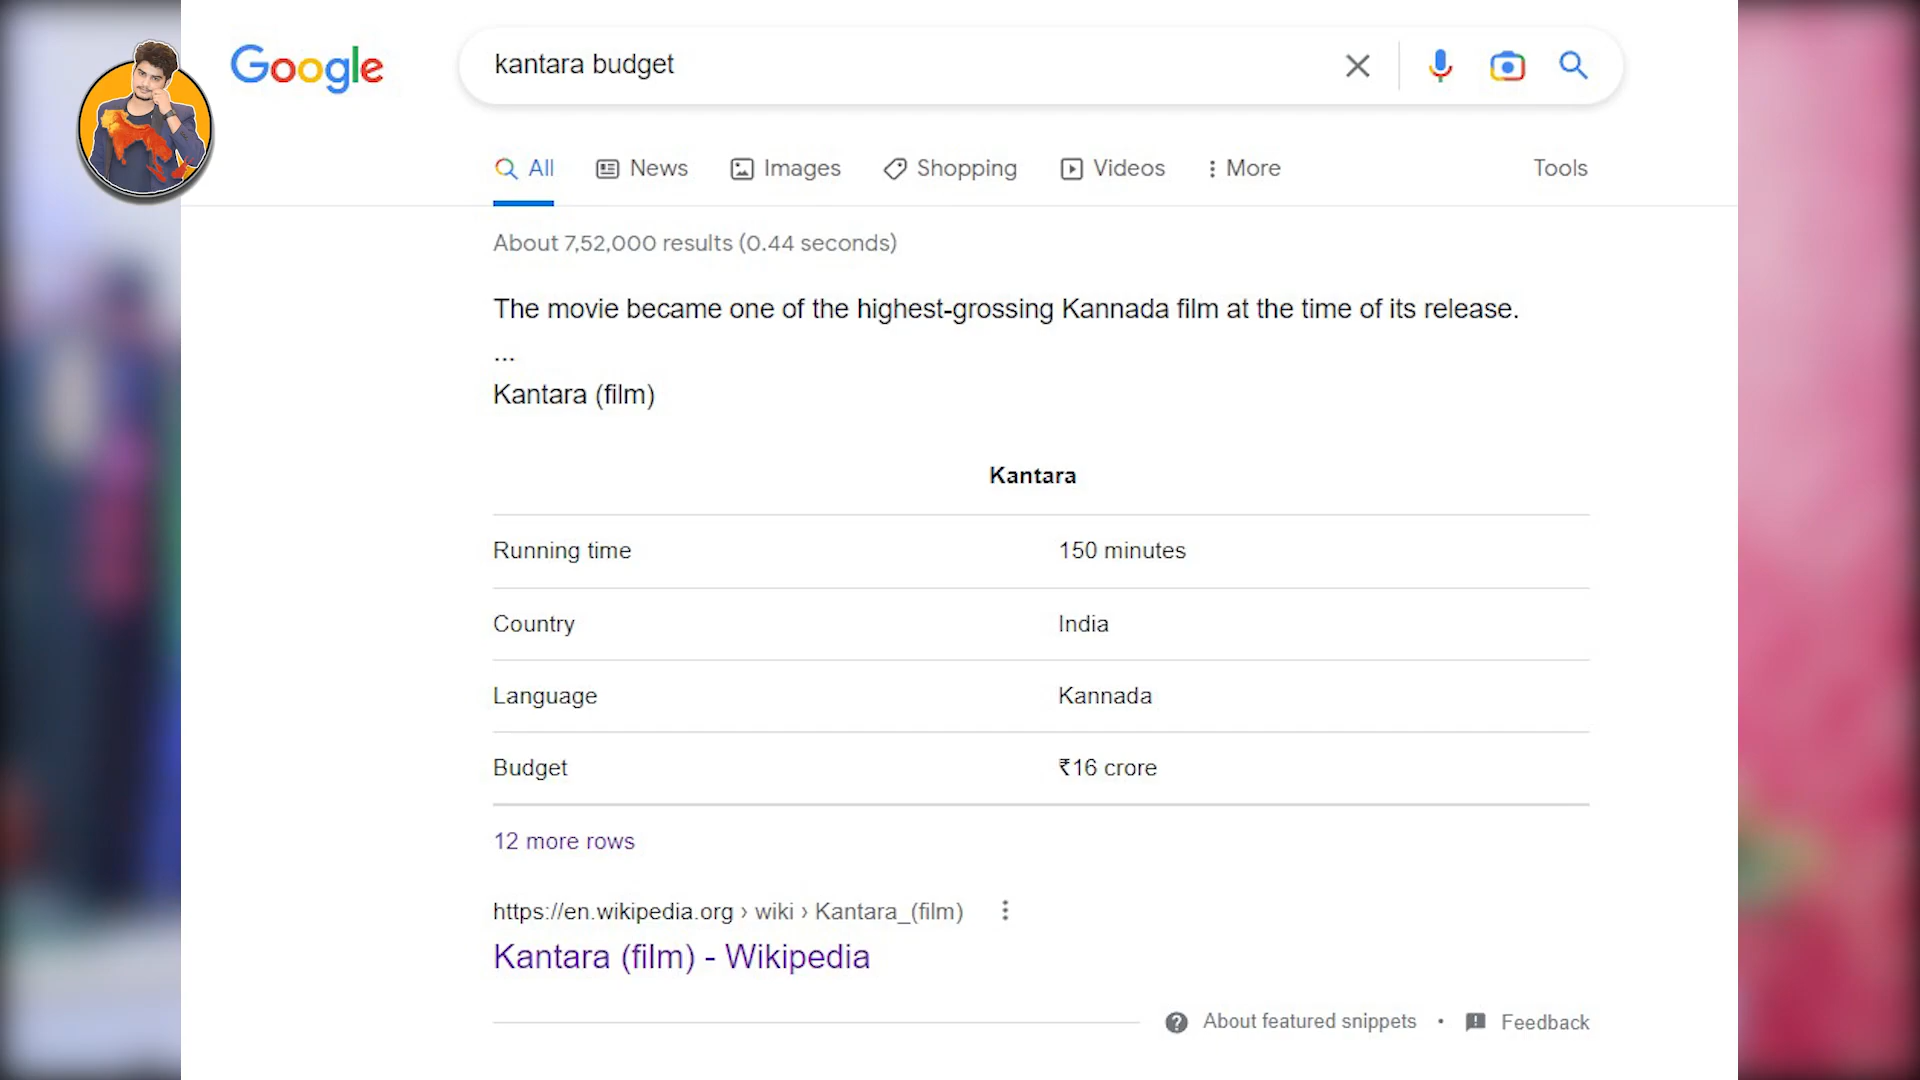 Google
kantara budget
All News Images Shopping Videos More Tools
About 7,52,000 results (0.44 seconds)
The movie became one of the highest-grossing Kannada film at the time of its release.
...
Kantara (film)
Kantara
Running time 150 minutes
Country India
Language Kannada
Budget ₹16 crore
12 more rows
https://en.wikipedia.org › wiki › Kantara_(film)
Kantara (film) - Wikipedia
About featured snippets • Feedback